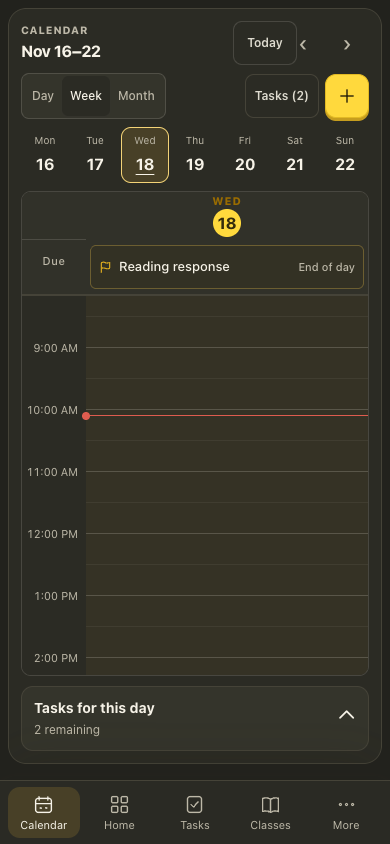 CALENDAR
Nov 16–22
Today
Day Week Month
Tasks (2)
Mon Tue Wed Thu Fri Sat Sun
16 17 18 19 20 21 22
WED
18
Due
Reading response End of day
9:00 AM
10:00 AM
11:00 AM
12:00 PM
1:00 PM
2:00 PM
Tasks for this day
2 remaining
Calendar Home Tasks Classes More